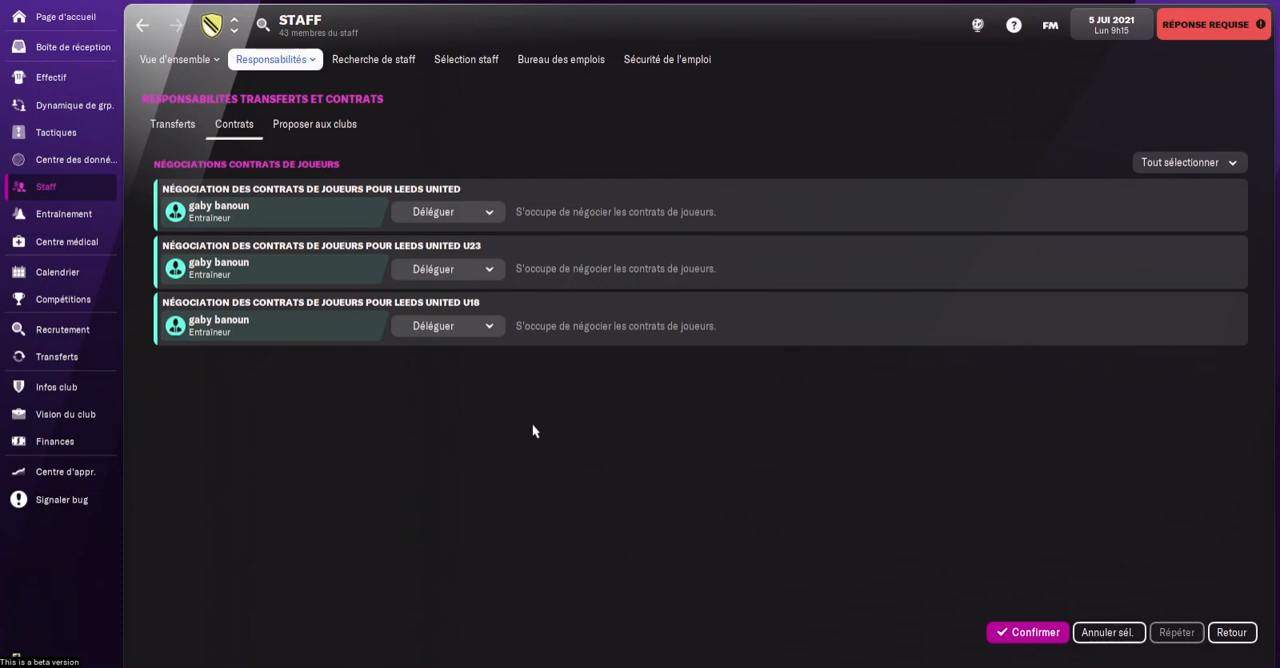 Page d'accueil
Boîte de réception
Effectif
Dynamique de grp.
Tactiques
Centre des donné...
Staff
Entraînement
Centre médical
Calendrier
Compétitions
Recrutement
Transferts
Infos club
Vision du club
Finances
Centre d'appr.
Signaler bug
This is a beta version
STAFF
43 membres du staff
? FM
5 JUI 2021
Lun 9h15
RÉPONSE REQUISE
Vue d'ensemble Responsabilités Recherche de staff Sélection staff Bureau des emplois Sécurité de l'emploi
RESPONSABILITÉS TRANSFERTS ET CONTRATS
Transferts Contrats Proposer aux clubs
NÉGOCIATIONS CONTRATS DE JOUEURS
Tout sélectionner
NÉGOCIATION DES CONTRATS DE JOUEURS POUR LEEDS UNITED
gaby banoun
Entraîneur
Déléguer
S'occupe de négocier les contrats de joueurs.
NÉGOCIATION DES CONTRATS DE JOUEURS POUR LEEDS UNITED U23
gaby banoun
Entraîneur
Déléguer
S'occupe de négocier les contrats de joueurs.
NÉGOCIATION DES CONTRATS DE JOUEURS POUR LEEDS UNITED U18
gaby banoun
Entraîneur
Déléguer
S'occupe de négocier les contrats de joueurs.
Confirmer Annuler sél. Répéter Retour